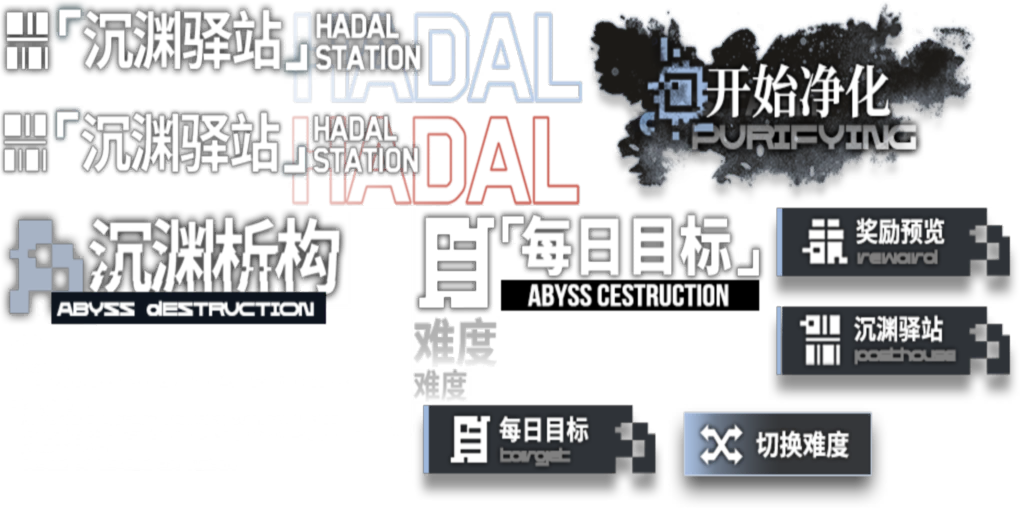 「沉渊驿站」
HADAL
STATION
HADAL
「沉渊驿站」
HADAL
STATION
HADAL
开始净化
PURIFYING
沉渊析构
ABYSS dESTRUCTION
「每日目标」
ABYSS CESTRUCTION
难度
难度
奖励预览
reward
沉渊驿站
posthouse
每日目标
target
切换难度